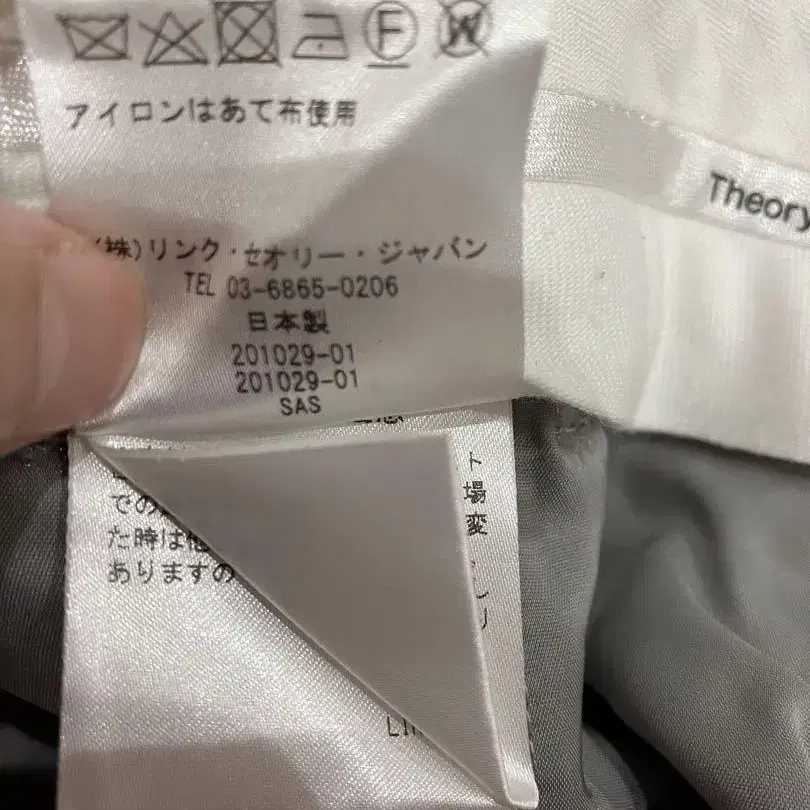 F
W
アイロンはあて布使用
(株)リンク・セオリー・ジャパン
TEL 03-6865-0206
日本製
201029-01
201029-01
SAS
Theory
ト
での
場
た時は
変
ありますの